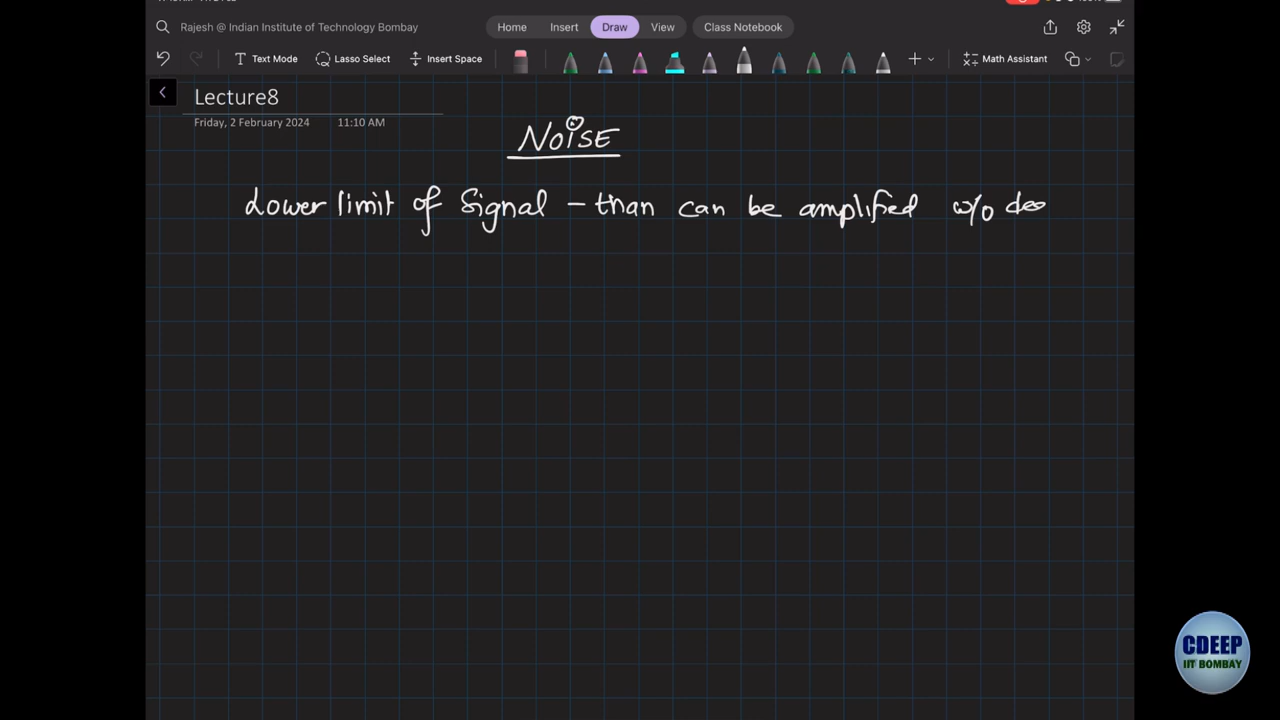 Rajesh @ Indian Institute of Technology Bombay
Home Insert Draw View Class Notebook
Text Mode Lasso Select Insert Space Math Assistant
Lecture8
Friday, 2 February 2024 11:10 AM
NOiSE
Lower limit of Signal – than can be amplified w/o
CDEEP
IIT BOMBAY